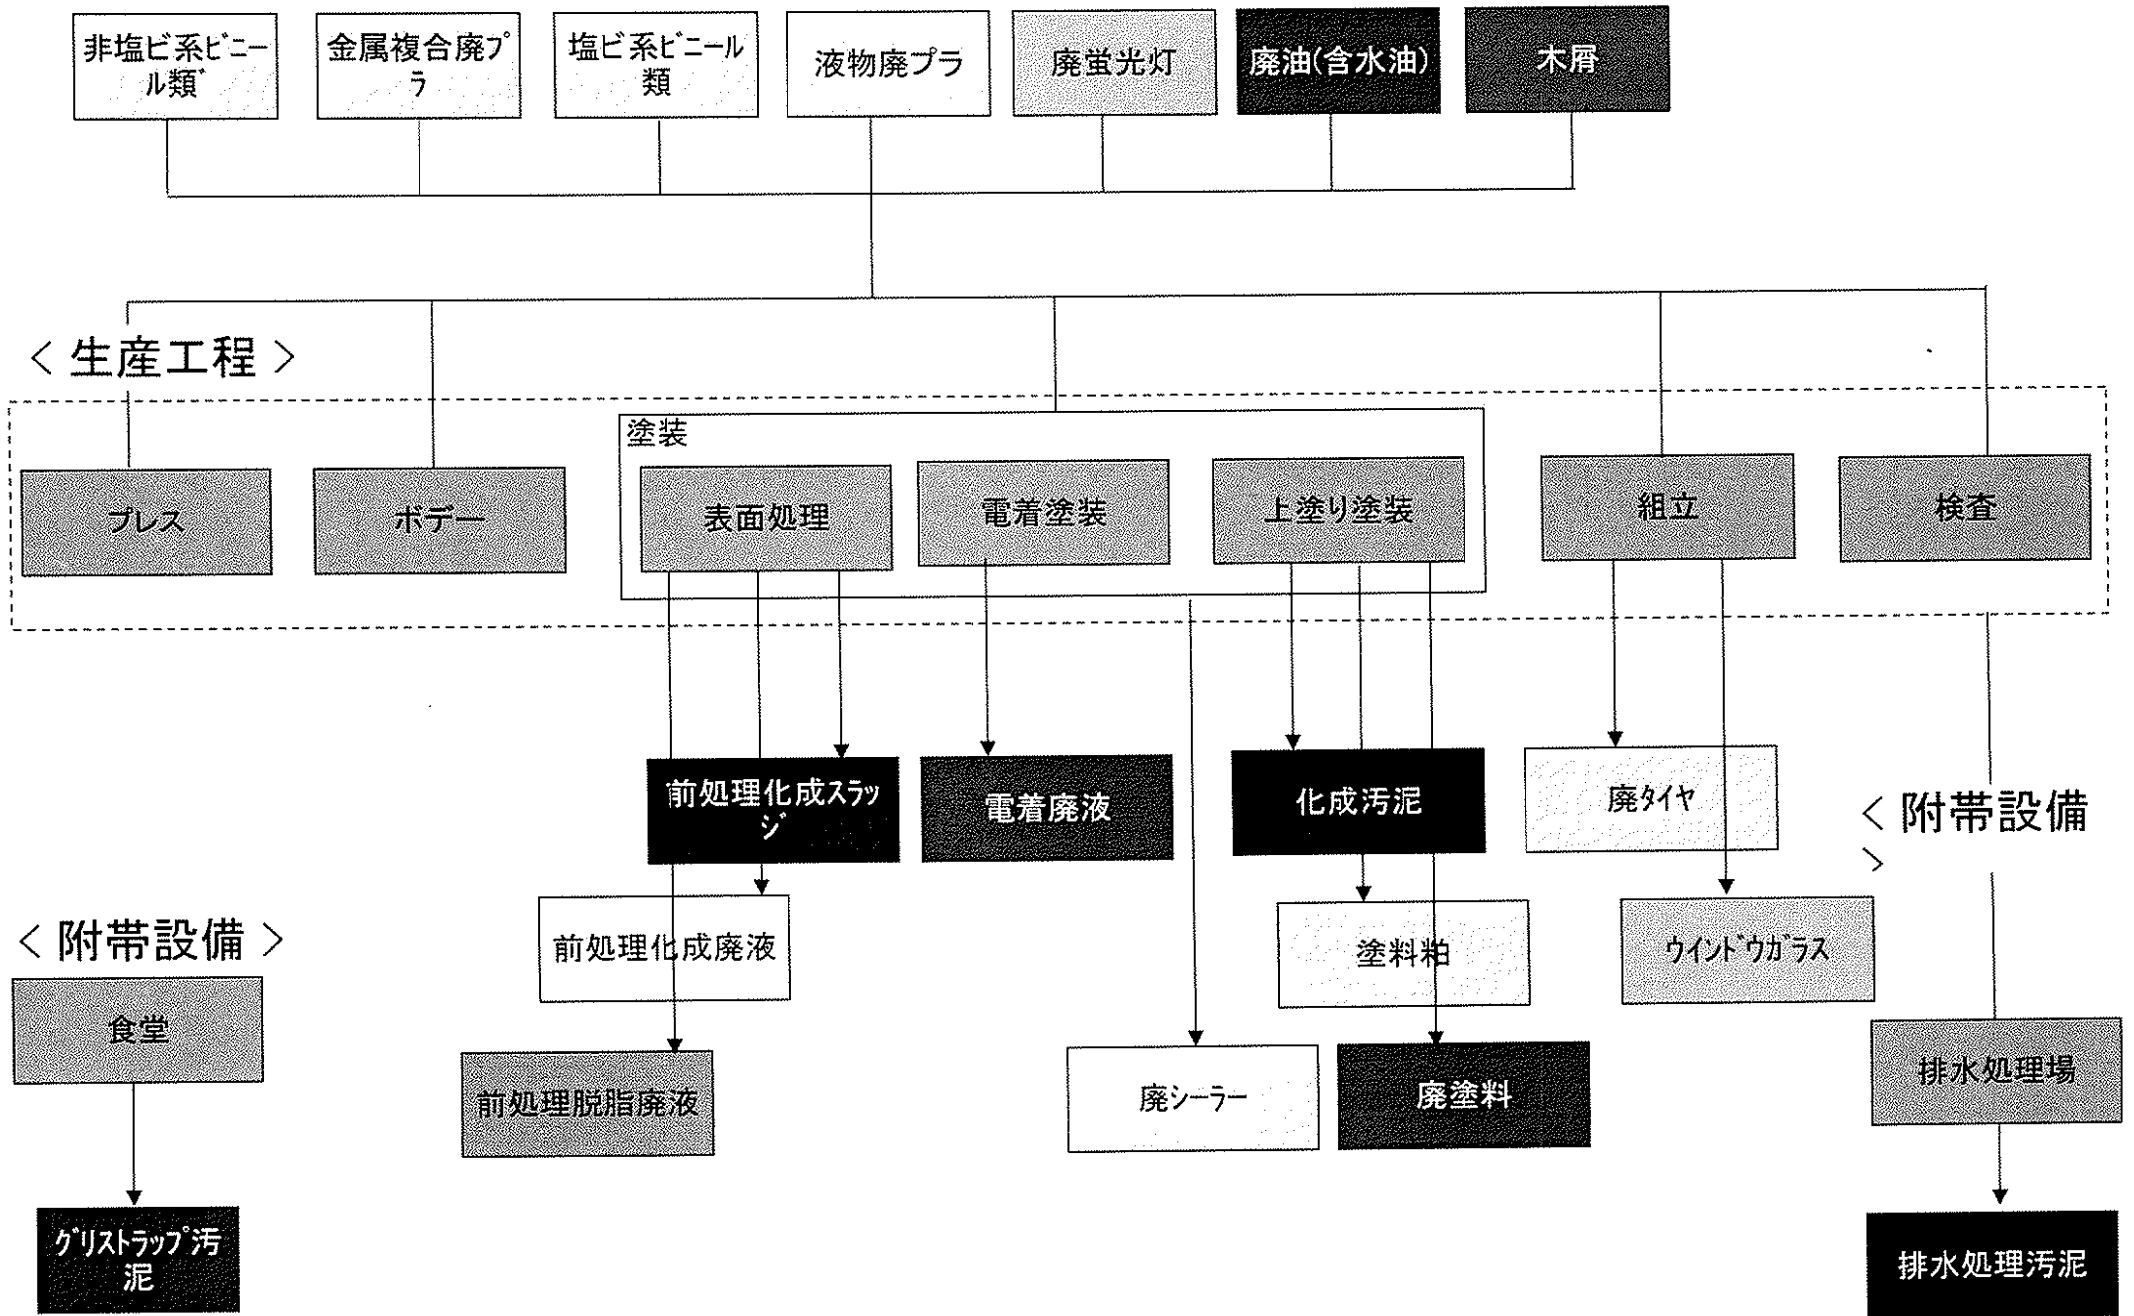 非塩ビ系ビニー
ル類
金属複合廃プ
ラ
塩ビ系ビニール
類
液物廃プラ
廃蛍光灯
廃油(含水油)
木屑
< 生産工程 >
塗装
プレス
ボデー
表面処理
電着塗装
上塗り塗装
組立
検査
前処理化成スラッ
ジ
電着廃液
化成汚泥
廃タイヤ
< 附帯設備
>
< 附帯設備 >
前処理化成廃液
塗料粕
ウインドウガラス
食堂
前処理脱脂廃液
廃シーラー
廃塗料
排水処理場
グリストラップ汚
泥
排水処理汚泥